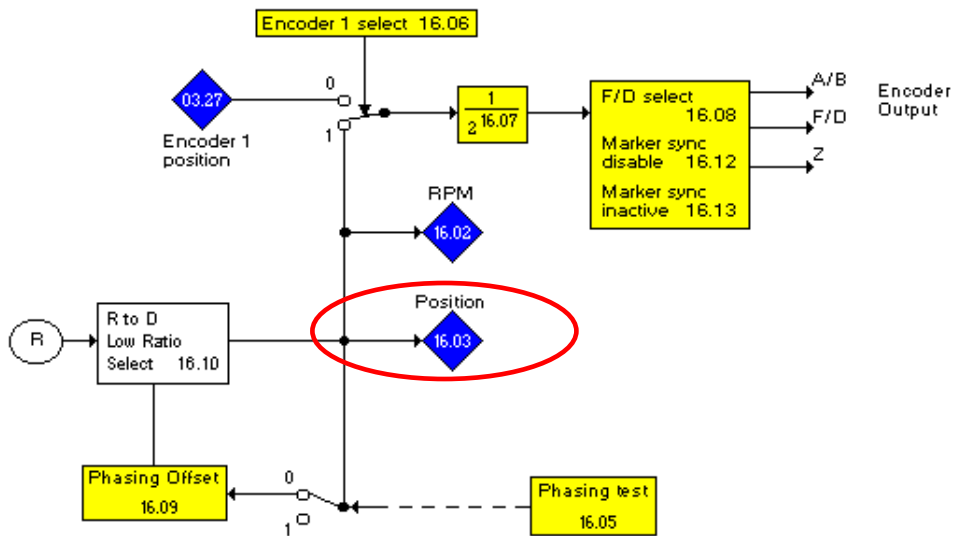 Encoder 1 select 16.06
0
03.27
Encoder 1
position
1
1
2 16.07
F/D select
16.08
Marker sync
disable 16.12
Marker sync
inactive 16.13
A/B
F/D
Z
Encoder
Output
RPM
16.02
Position
16.03
R
R to D
Low Ratio
Select 16.10
Phasing Offset
16.09
0
1
Phasing test
16.05